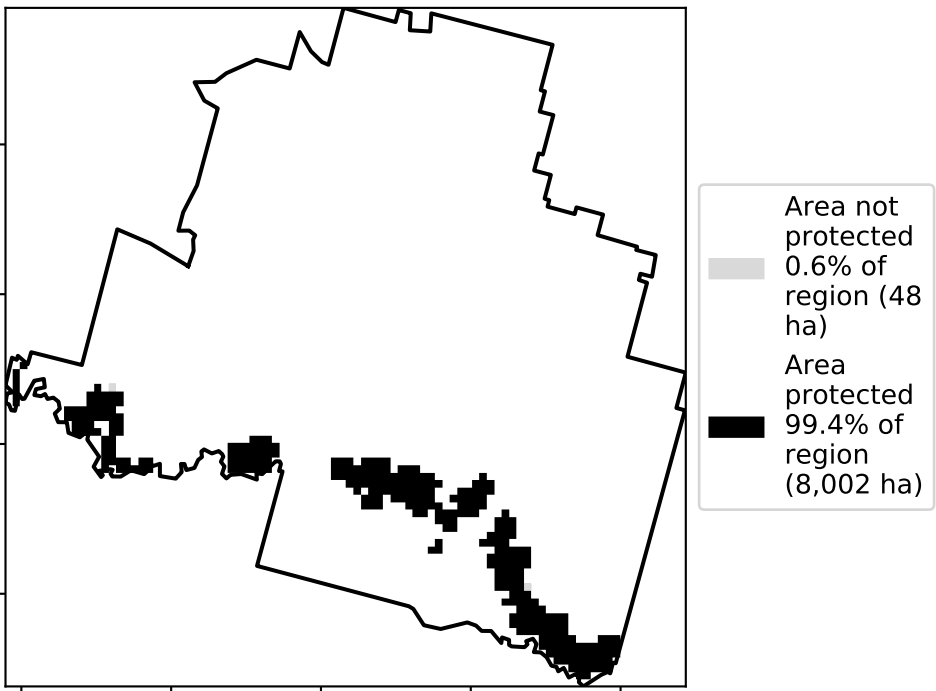 Area not
protected
0.6% of
region (48
ha)
Area
protected
99.4% of
region
(8,002 ha)